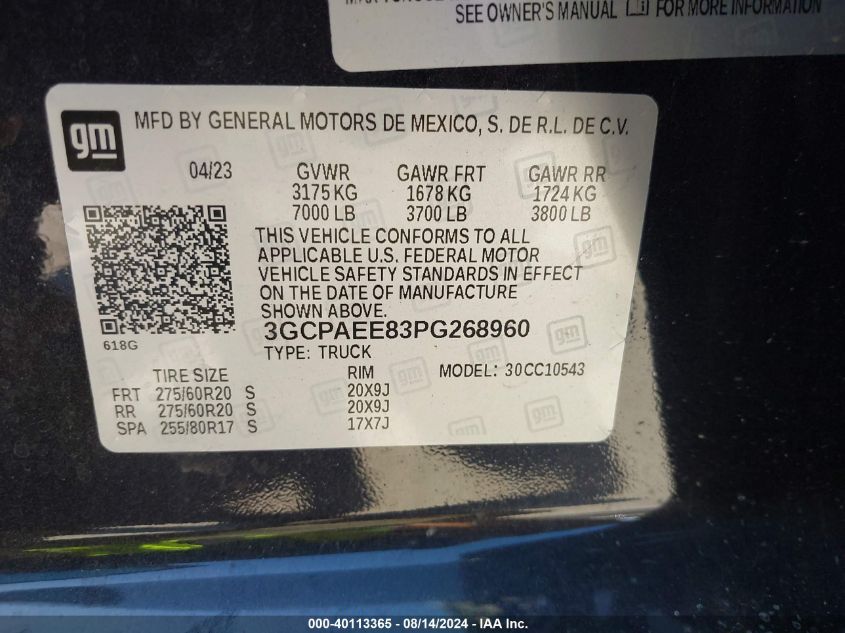 SEE OWNER'S MANUAL FOR MORE INFORMATION
gm MFD BY GENERAL MOTORS DE MEXICO, S. DE R.L. DE C.V.
04/23 GVWR GAWR FRT GAWR RR
3175 KG 1678 KG 1724 KG
7000 LB 3700 LB 3800 LB
THIS VEHICLE CONFORMS TO ALL
APPLICABLE U.S. FEDERAL MOTOR
VEHICLE SAFETY STANDARDS IN EFFECT
ON THE DATE OF MANUFACTURE
SHOWN ABOVE.
3GCPAEE83PG268960
618G
TYPE: TRUCK
TIRE SIZE RIM MODEL: 30CC10543
FRT 275/60R20 S 20X9J
RR 275/60R20 S 20X9J
SPA 255/80R17 S 17X7J
000-40113365 - 08/14/2024 - IAAI.COM